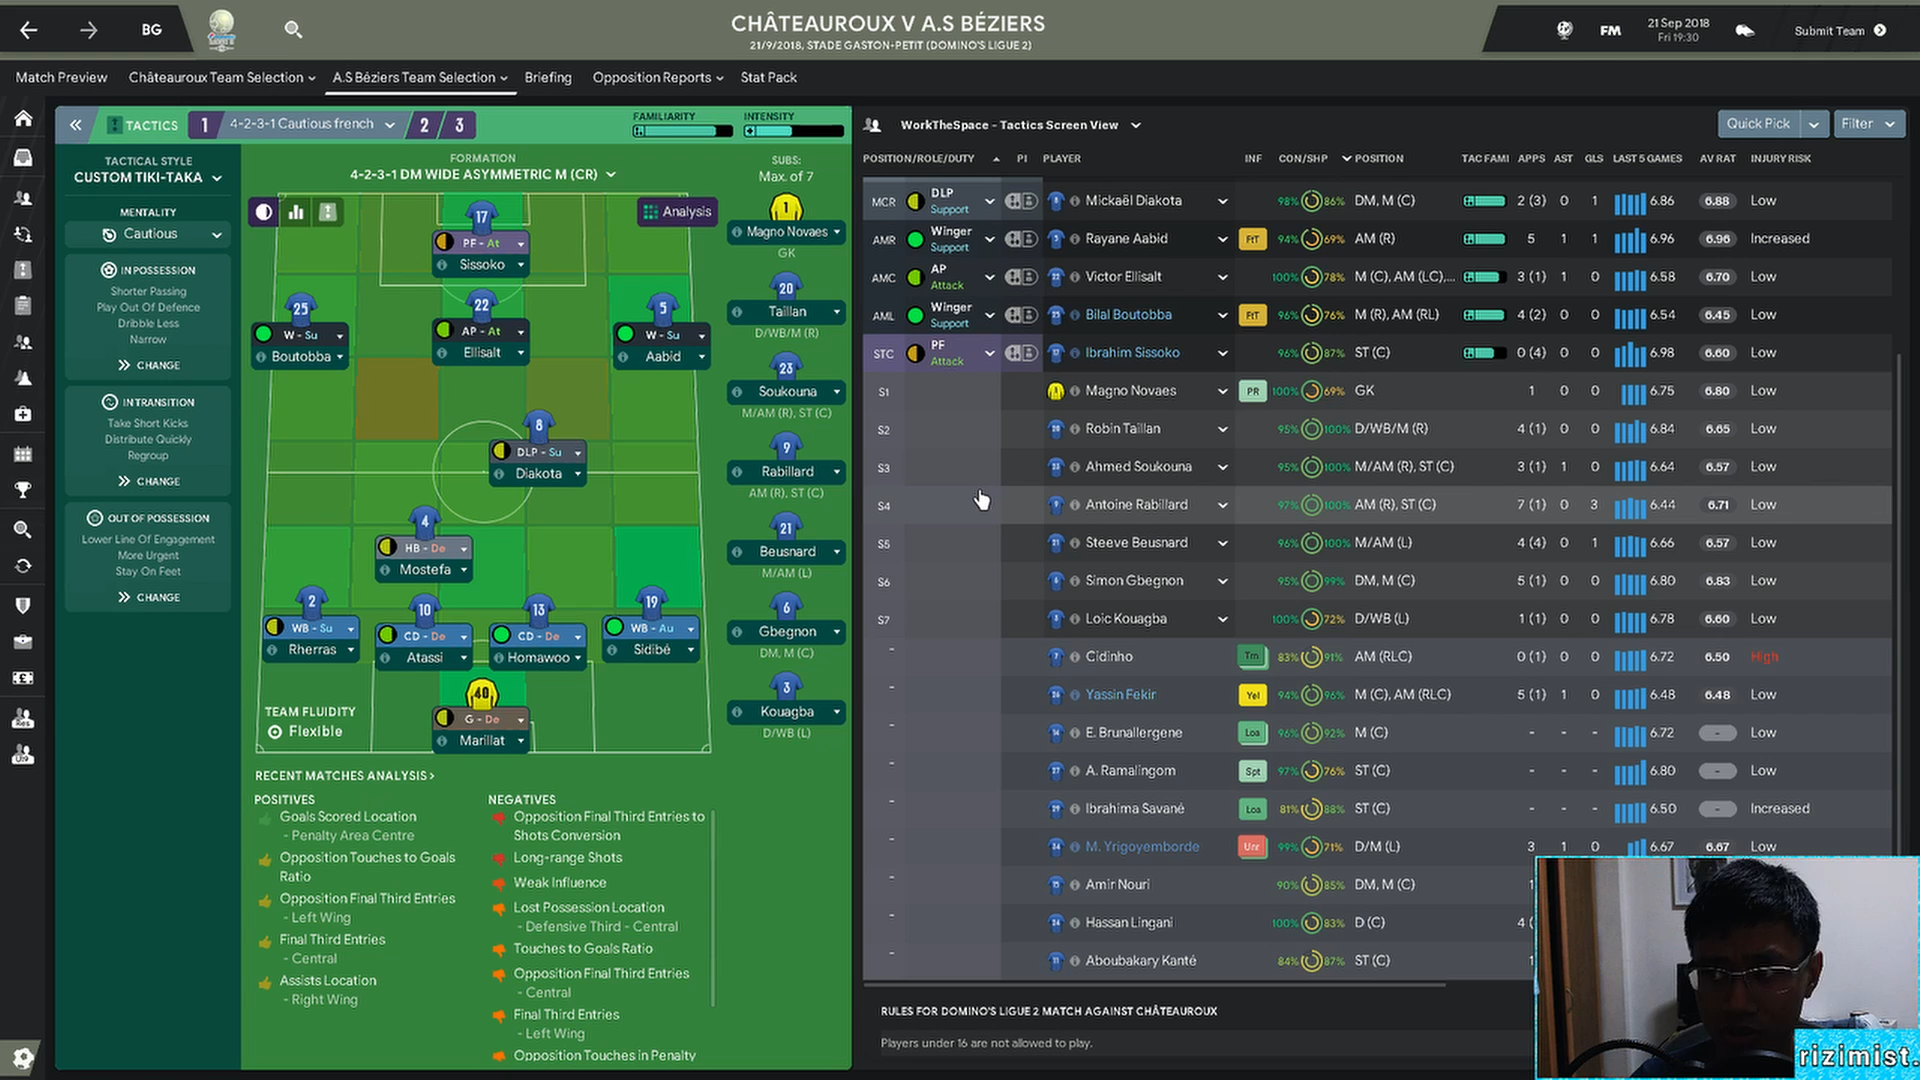 BG
CHÂTEAUROUX V A.S BÉZIERS
21/9/2018, STADE GASTON-PETIT (DOMINO'S LIGUE 2)
FM
21 Sep 2018
Fri 19:30
Submit Team
Match Preview
Châteauroux Team Selection
A.S Béziers Team Selection
Briefing
Opposition Reports
Stat Pack
TACTICS
1
4-2-3-1 Cautious french
2
3
FAMILIARITY
INTENSITY
TACTICAL STYLE
CUSTOM TIKI-TAKA
MENTALITY
Cautious
IN POSSESSION
Shorter Passing
Play Out Of Defence
Dribble Less
Narrow
CHANGE
IN TRANSITION
Take Short Kicks
Distribute Quickly
Regroup
CHANGE
OUT OF POSSESSION
Lower Line Of Engagement
More Urgent
Stay On Feet
CHANGE
FORMATION
4-2-3-1 DM WIDE ASYMMETRIC M (CR)
Analysis
17
PF - At
Sissoko
25
W - Su
Boutobba
22
AP - At
Ellisalt
5
W - Su
Aabid
8
DLP - Su
Diakota
4
HB - De
Mostefa
2
WB - Su
Rherras
10
CD - De
Atassi
13
CD - De
Homawoo
19
WB - Au
Sidibé
40
G - De
Marillat
TEAM FLUIDITY
Flexible
SUBS:
Max. of 7
1
Magno Novaes
GK
20
Taillan
D/WB/M (R)
23
Soukouna
M/AM (R), ST (C)
9
Rabillard
AM (R), ST (C)
21
Beusnard
M/AM (L)
6
Gbegnon
DM, M (C)
3
Kouagba
D/WB (L)
RECENT MATCHES ANALYSIS >
POSITIVES
Goals Scored Location
- Penalty Area Centre
Opposition Touches to Goals
Ratio
Opposition Final Third Entries
- Left Wing
Final Third Entries
- Central
Assists Location
- Right Wing
NEGATIVES
Opposition Final Third Entries to
Shots Conversion
Long-range Shots
Weak Influence
Lost Possession Location
- Defensive Third - Central
Touches to Goals Ratio
Opposition Final Third Entries
- Central
Final Third Entries
- Left Wing
Opposition Touches in Penalty
WorkTheSpace - Tactics Screen View
Quick Pick
Filter
POSITION/ROLE/DUTY PI PLAYER INF CON/SHP POSITION TAC FAMI APPS AST GLS LAST 5 GAMES AV RAT INJURY RISK
MCR DLP Support Mickaël Diakota 98% 86% DM, M (C) 2 (3) 0 1 6.86 6.88 Low
AMR Winger Support Rayane Aabid FtT 94% 69% AM (R) 5 1 1 6.96 6.96 Increased
AMC AP Attack Victor Ellisalt 100% 78% M (C), AM (LC),... 3 (1) 1 0 6.58 6.70 Low
AML Winger Support Bilal Boutobba FtT 96% 76% M (R), AM (RL) 4 (2) 0 0 6.54 6.45 Low
STC PF Attack Ibrahim Sissoko 96% 87% ST (C) 0 (4) 0 0 6.98 6.60 Low
S1 Magno Novaes PR 100% 69% GK 1 0 0 6.75 6.80 Low
S2 Robin Taillan 95% 100% D/WB/M (R) 4 (1) 0 0 6.84 6.65 Low
S3 Ahmed Soukouna 95% 100% M/AM (R), ST (C) 3 (1) 1 0 6.64 6.57 Low
S4 Antoine Rabillard 97% 100% AM (R), ST (C) 7 (1) 0 3 6.44 6.71 Low
S5 Steeve Beusnard 96% 100% M/AM (L) 4 (4) 0 1 6.66 6.57 Low
S6 Simon Gbegnon 95% 99% DM, M (C) 5 (1) 0 0 6.80 6.83 Low
S7 Loic Kouagba 100% 72% D/WB (L) 1 (1) 0 0 6.78 6.60 Low
- Cidinho Trn 83% 91% AM (RLC) 0 (1) 0 0 6.72 6.50 High
- Yassin Fekir Yel 94% 96% M (C), AM (RLC) 5 (1) 1 0 6.48 6.48 Low
- E. Brunallergene Loa 96% 92% M (C) - - - 6.72 - Low
- A. Ramalingom Spt 97% 76% ST (C) - - - 6.80 - Low
- Ibrahima Savané Loa 81% 88% ST (C) - - - 6.50 - Increased
- M. Yrigoyemborde Unr 99% 71% D/M (L) 3 1 0 6.67 6.67 Low
- Amir Nouri 90% 85% DM, M (C)
- Hassan Lingani 100% 83% D (C) 4
- Aboubakary Kanté 84% 87% ST (C)
RULES FOR DOMINO'S LIGUE 2 MATCH AGAINST CHÂTEAUROUX
Players under 16 are not allowed to play.
rizimist.